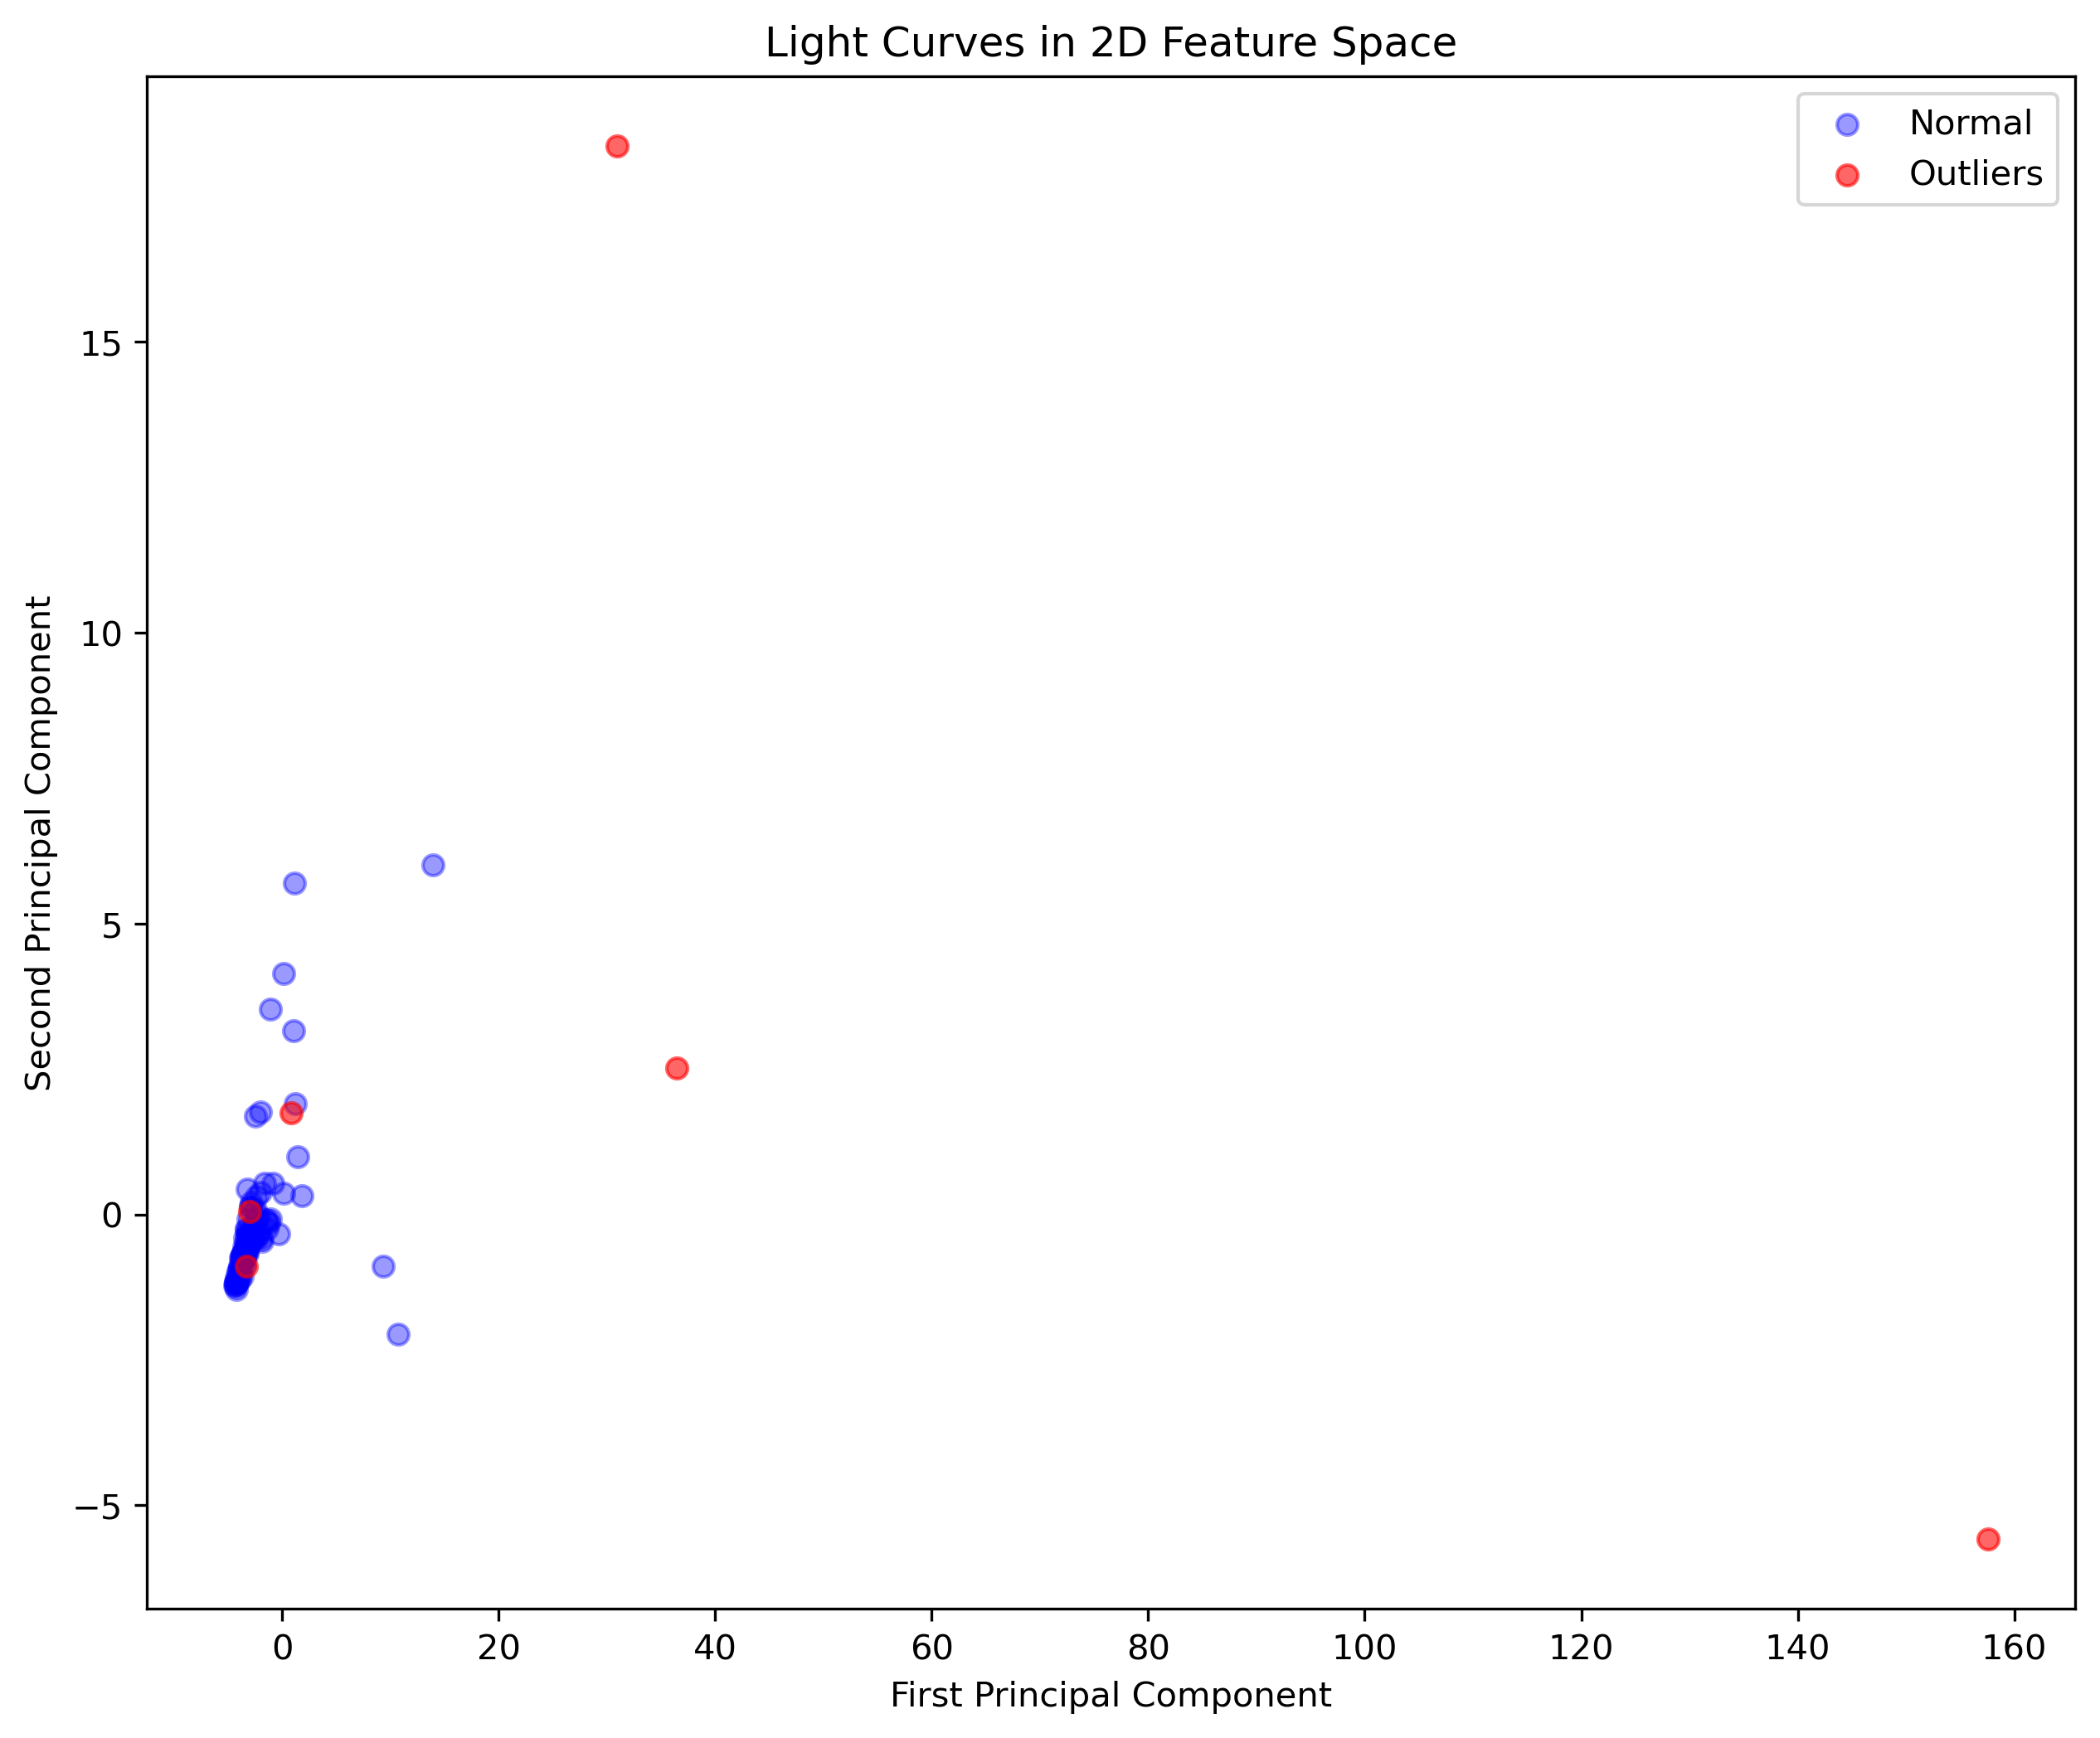 Light Curves in 2D Feature Space
Normal
Outliers
Second Principal Component
15
10
5
0
−5
0 20 40 60 80 100 120 140 160
First Principal Component